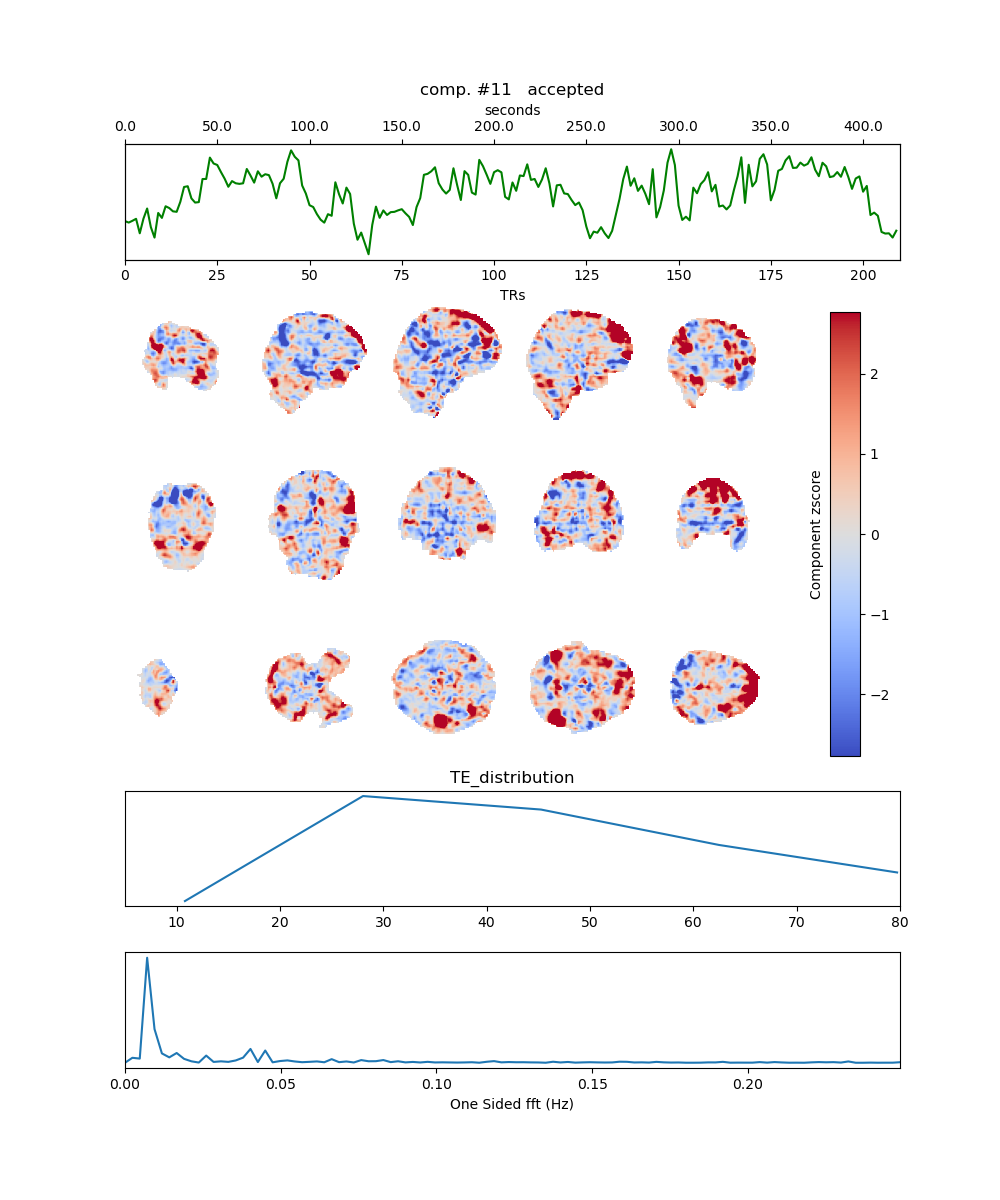 comp. #11   accepted
seconds
0.0 50.0 100.0 150.0 200.0 250.0 300.0 350.0 400.0
0 25 50 75 100 125 150 175 200
TRs
2
1
0
−1
−2
Component zscore
TE_distribution
10 20 30 40 50 60 70 80
0.00 0.05 0.10 0.15 0.20
One Sided fft (Hz)